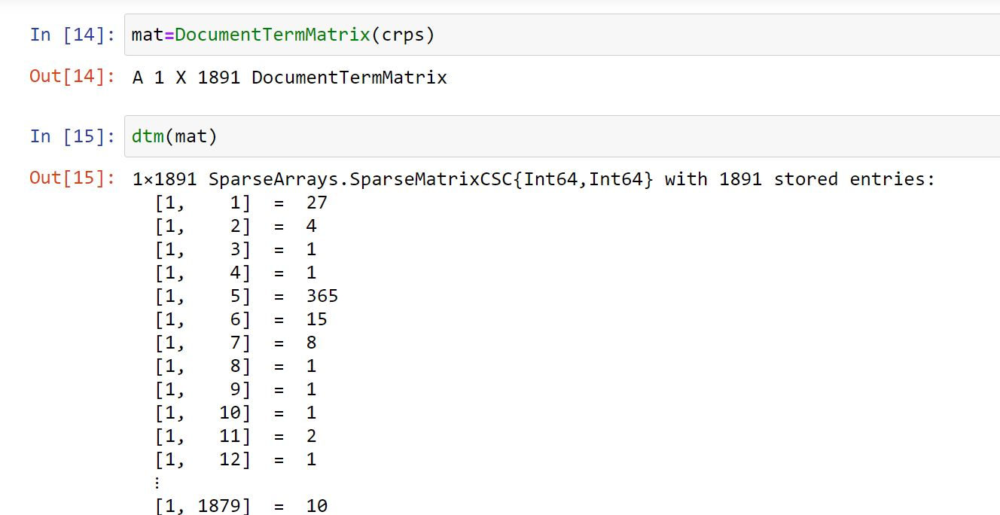 In [14]: mat=DocumentTermMatrix(crps)
Out[14]: A 1 X 1891 DocumentTermMatrix
In [15]: dtm(mat)
Out[15]: 1×1891 SparseArrays.SparseMatrixCSC{Int64,Int64} with 1891 stored entries:
[1,    1]  =  27
[1,    2]  =  4
[1,    3]  =  1
[1,    4]  =  1
[1,    5]  =  365
[1,    6]  =  15
[1,    7]  =  8
[1,    8]  =  1
[1,    9]  =  1
[1,   10]  =  1
[1,   11]  =  2
[1,   12]  =  1
⋮
[1, 1879]  =  10